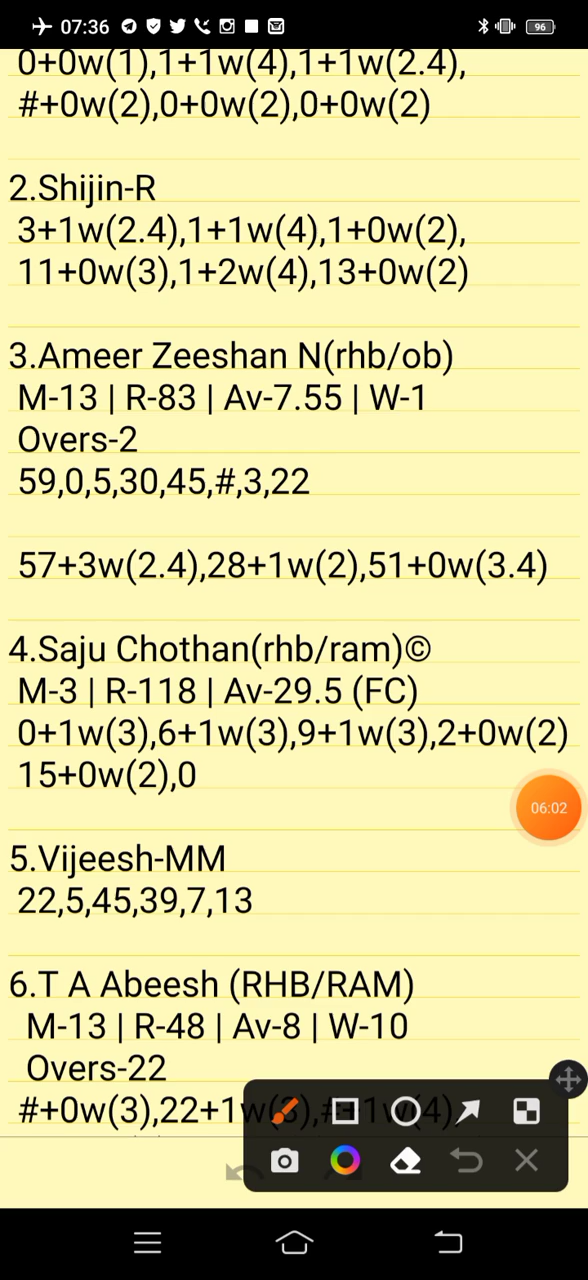 07:36
96
0+0w(1),1+1w(4),1+1w(2.4),
#+0w(2),0+0w(2),0+0w(2)
2.Shijin-R
3+1w(2.4),1+1w(4),1+0w(2),
11+0w(3),1+2w(4),13+0w(2)
3.Ameer Zeeshan N(rhb/ob)
M-13 | R-83 | Av-7.55 | W-1
Overs-2
59,0,5,30,45,#,3,22
57+3w(2.4),28+1w(2),51+0w(3.4)
4.Saju Chothan(rhb/ram)©
M-3 | R-118 | Av-29.5 (FC)
0+1w(3),6+1w(3),9+1w(3),2+0w(2)
15+0w(2),0
06:02
5.Vijeesh-MM
22,5,45,39,7,13
6.T A Abeesh (RHB/RAM)
M-13 | R-48 | Av-8 | W-10
Overs-22
#+0w(3),22+1w(3),#+1w(4)